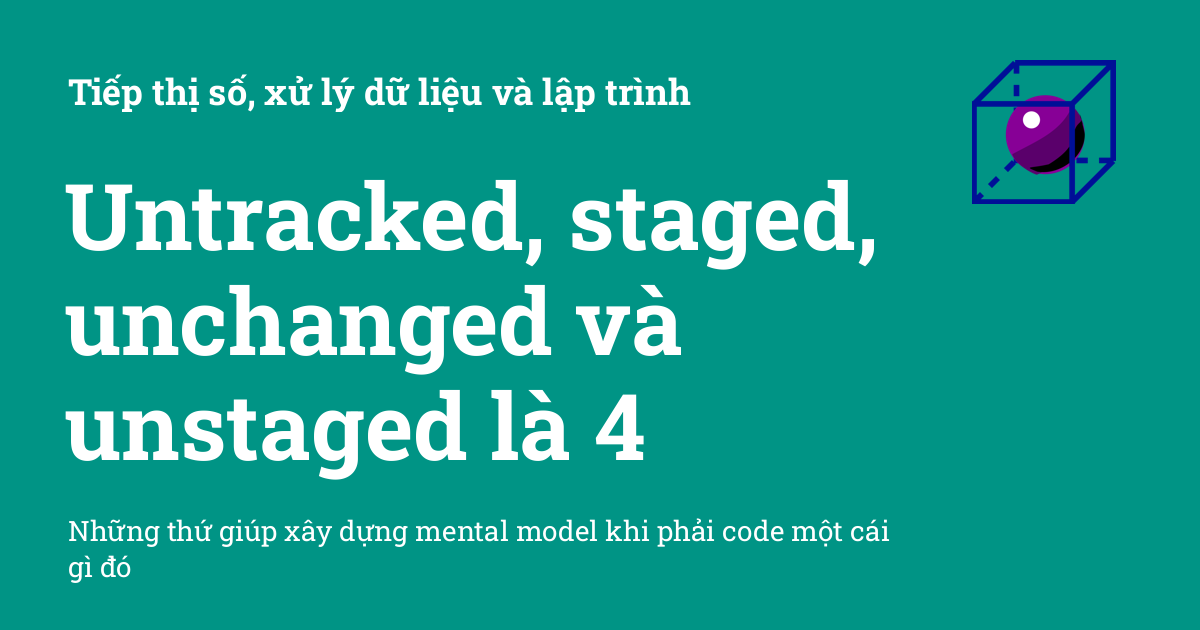 Tiếp thị số, xử lý dữ liệu và lập trình
Untracked, staged,
unchanged và
unstaged là 4
Những thứ giúp xây dựng mental model khi phải code một cái
gì đó